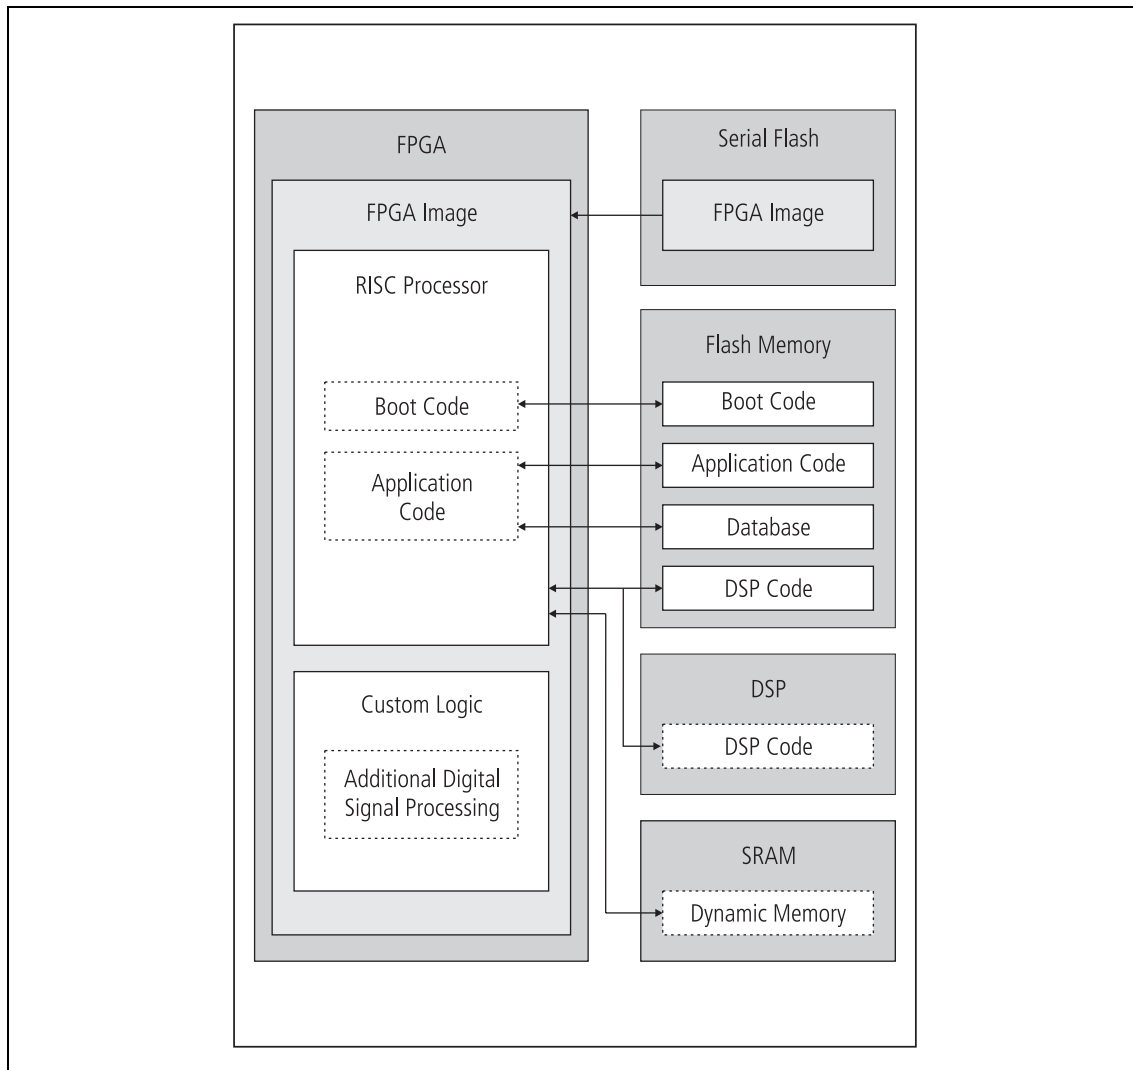 FPGA
FPGA Image
RISC Processor
Boot Code
Application
Code
Custom Logic
Additional Digital
Signal Processing
Serial Flash
FPGA Image
Flash Memory
Boot Code
Application Code
Database
DSP Code
DSP
DSP Code
SRAM
Dynamic Memory